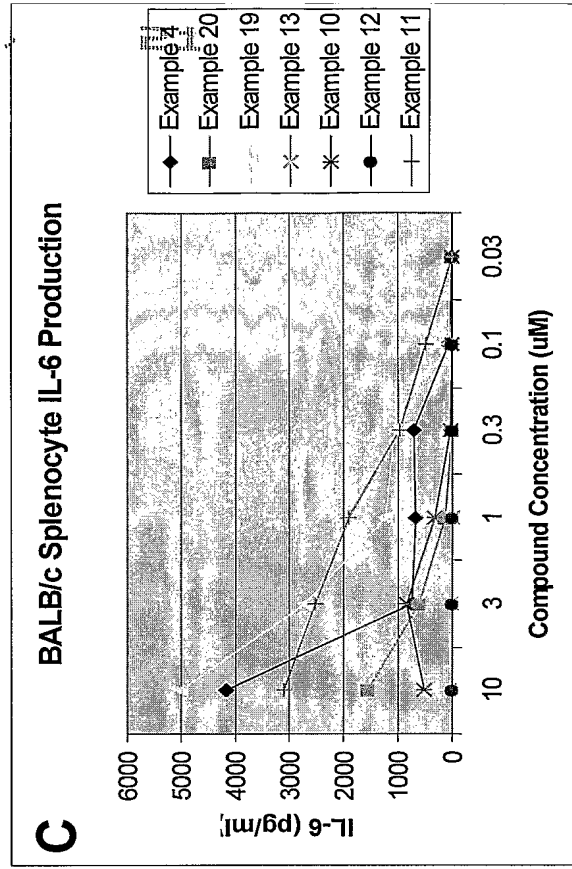 C
BALB/c Splenocyte IL-6 Production
IL-6 (pg/ml)
6000
5000
4000
3000
2000
1000
0
10
3
1
0.3
0.1
0.03
Compound Concentration (uM)
Example 4
Example 20
Example 19
Example 13
Example 10
Example 12
Example 11